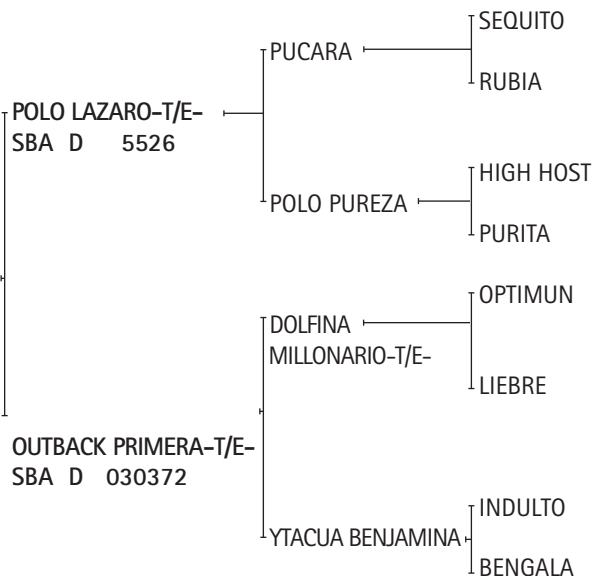 SEQUITO
PUCARA
RUBIA
POLO LAZARO-T/E-
SBA D 5526
HIGH HOST
POLO PUREZA
PURITA
OPTIMUN
DOLFINA
MILLONARIO-T/E-
LIEBRE
OUTBACK PRIMERA-T/E-
SBA D 030372
INDULTO
YTACUA BENJAMINA
BENGALA